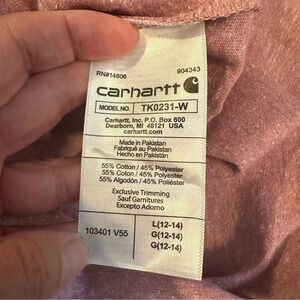 RN#14806 904343
carhartt
MODEL NO. TK0231-W
Carhartt, Inc. P.O. Box 600
Dearborn, MI 48121 USA
carhartt.com
Made in Pakistan
Fabriqué au Pakistan
Hecho en Pakistán
55% Cotton / 45% Polyester
55% Coton / 45% Polyester
55% Algodón / 45% Poliéster
Exclusive Trimming
Sauf Garnitures
Excepto Adorno
103401 V55
L(12-14)
G(12-14)
G(12-14)